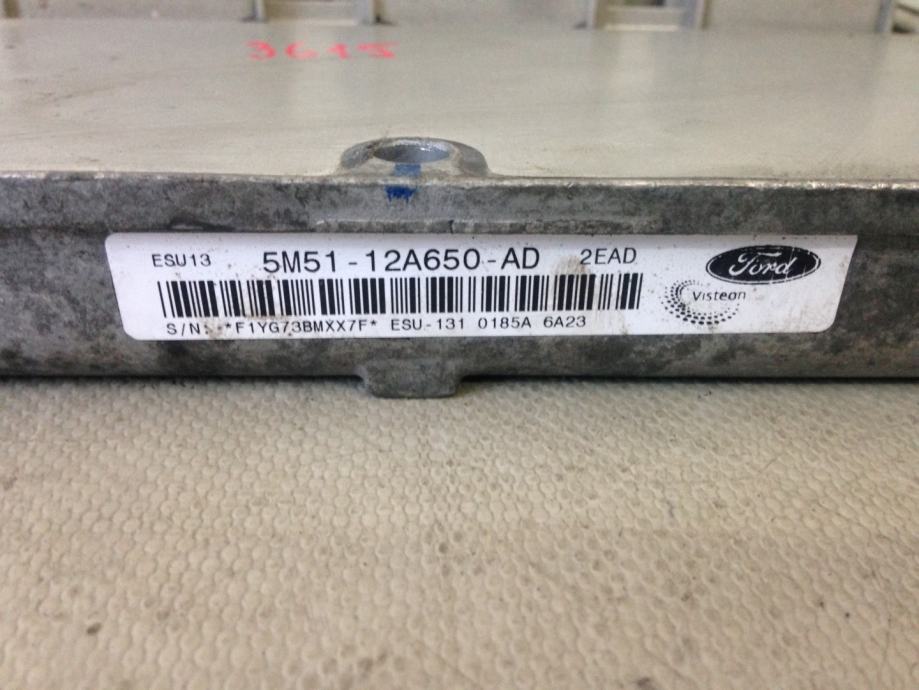 3615
ESU13 5M51-12A650-AD 2EAD
Ford
Visteon
S/N: *F1YG73BMXX7F* ESU-131 0185A 6A23